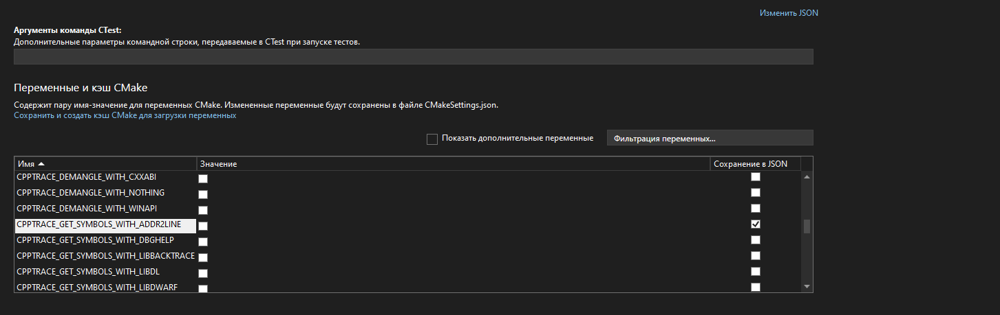 Изменить JSON
Аргументы команды CTest:
Дополнительные параметры командной строки, передаваемые в CTest при запуске тестов.
Переменные и кэш CMake
Содержит пару имя-значение для переменных CMake. Измененные переменные будут сохранены в файле CMakeSettings.json.
Сохранить и создать кэш CMake для загрузки переменных
Показать дополнительные переменные Фильтрация переменных...
Имя Значение Сохранение в JSON
CPPTRACE_DEMANGLE_WITH_CXXABI
CPPTRACE_DEMANGLE_WITH_NOTHING
CPPTRACE_DEMANGLE_WITH_WINAPI
CPPTRACE_GET_SYMBOLS_WITH_ADDR2LINE
CPPTRACE_GET_SYMBOLS_WITH_DBGHELP
CPPTRACE_GET_SYMBOLS_WITH_LIBBACKTRACE
CPPTRACE_GET_SYMBOLS_WITH_LIBDL
CPPTRACE_GET_SYMBOLS_WITH_LIBDWARF